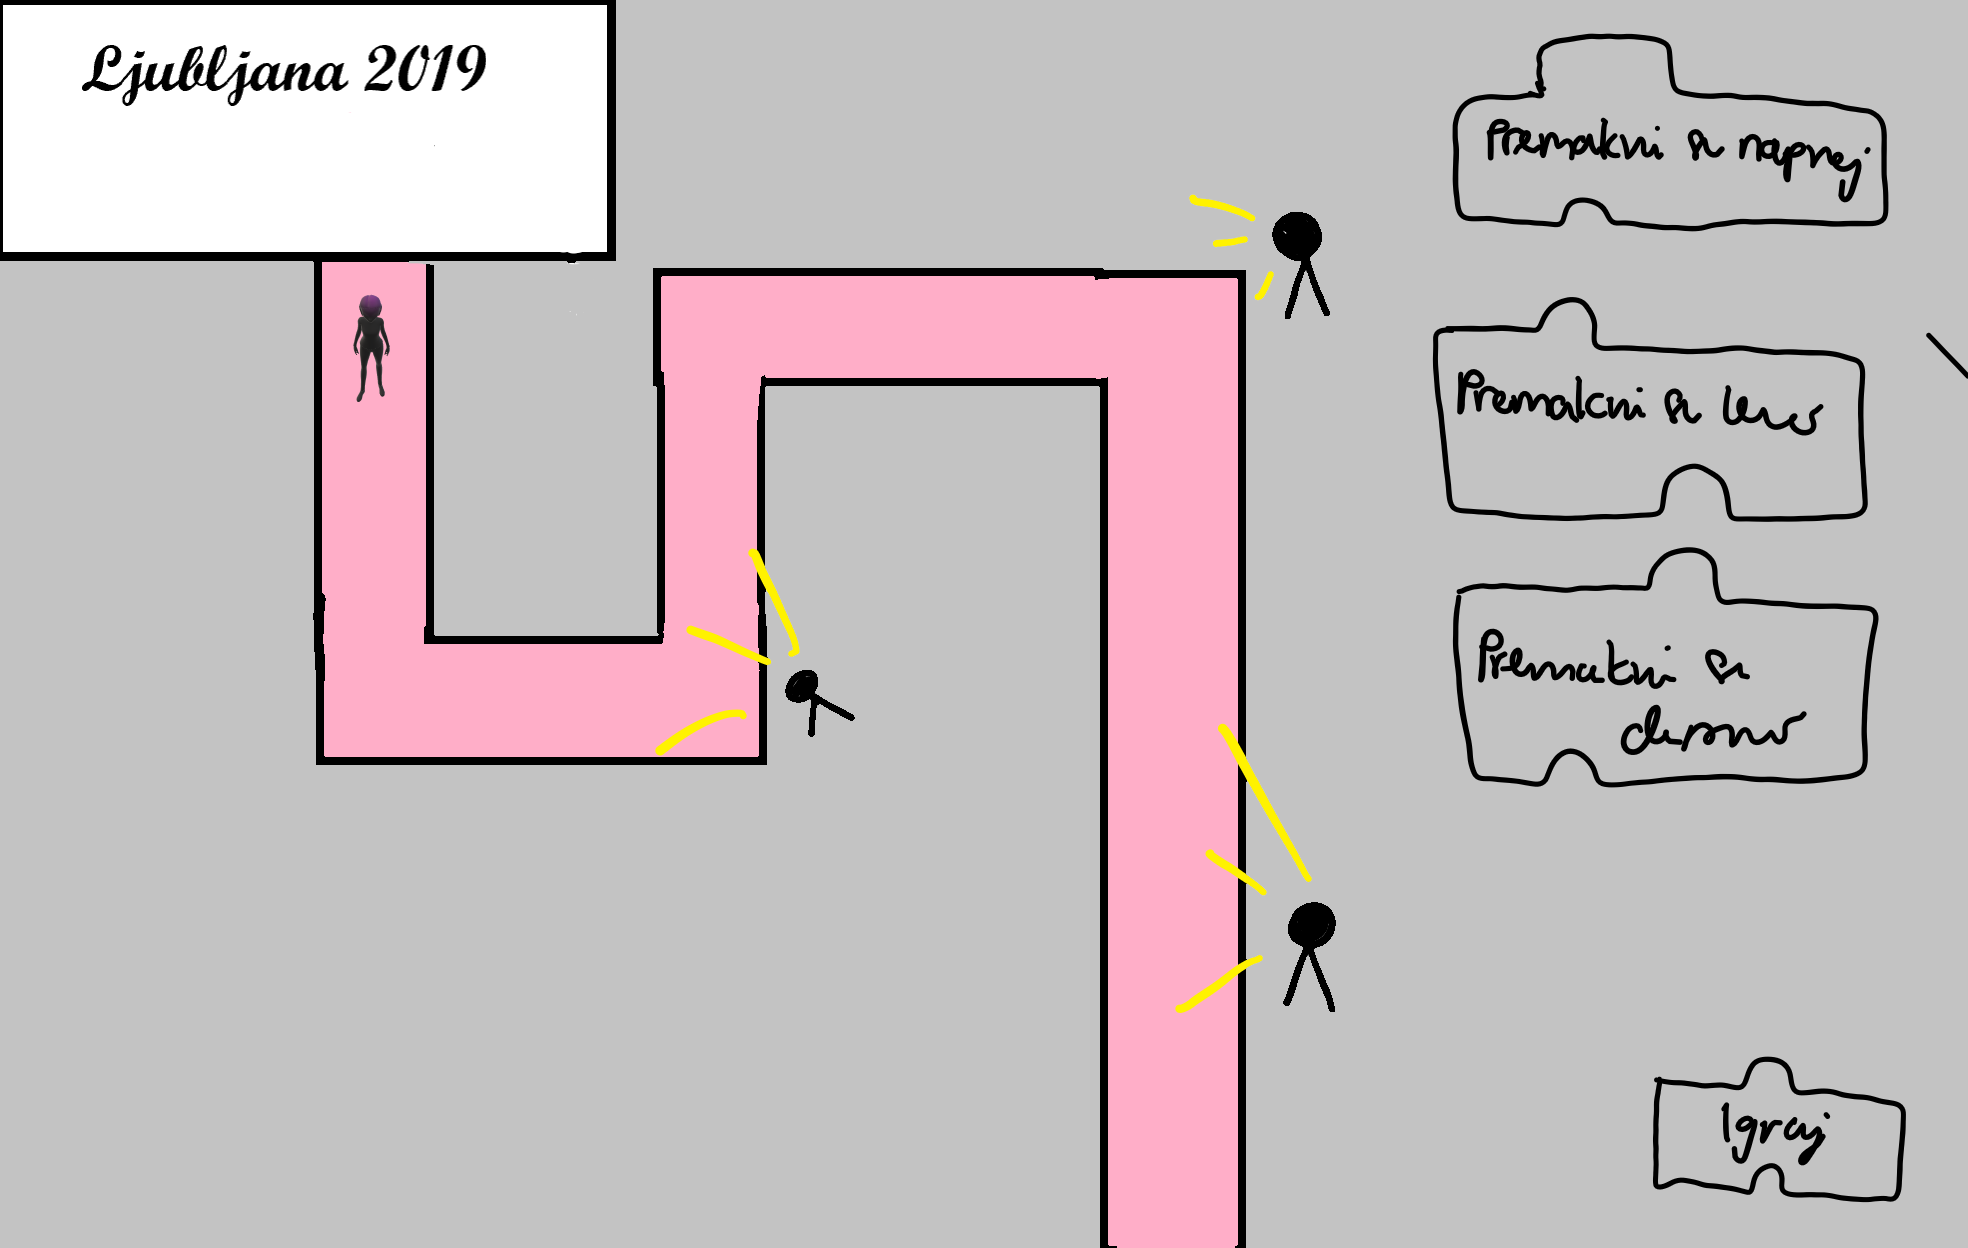 Ljubljana 2019
Premakni se naprej
Premakni se levo
Premakni se
desno
Igraj